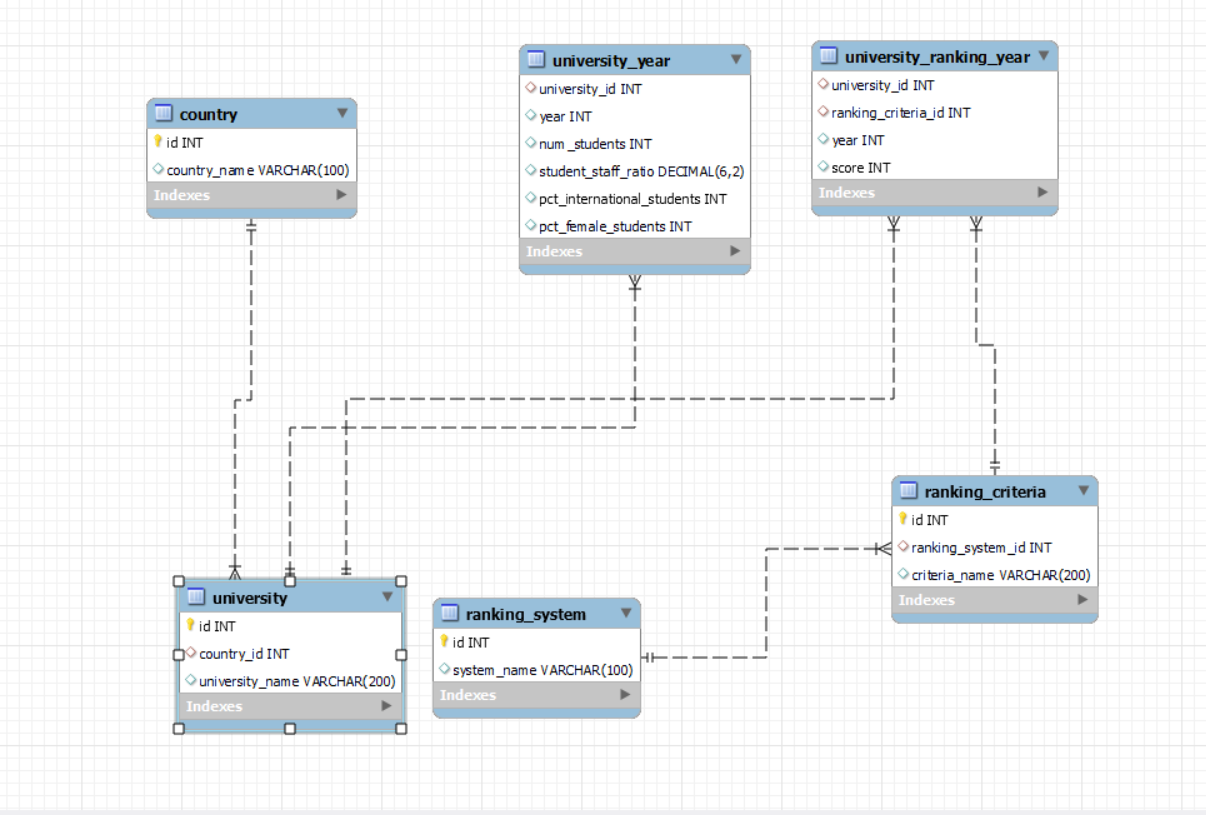 country
id INT
country_name VARCHAR(100)
Indexes
university_year
university_id INT
year INT
num_students INT
student_staff_ratio DECIMAL(6,2)
pct_international_students INT
pct_female_students INT
Indexes
university_ranking_year
university_id INT
ranking_criteria_id INT
year INT
score INT
Indexes
university
id INT
country_id INT
university_name VARCHAR(200)
Indexes
ranking_system
id INT
system_name VARCHAR(100)
Indexes
ranking_criteria
id INT
ranking_system_id INT
criteria_name VARCHAR(200)
Indexes